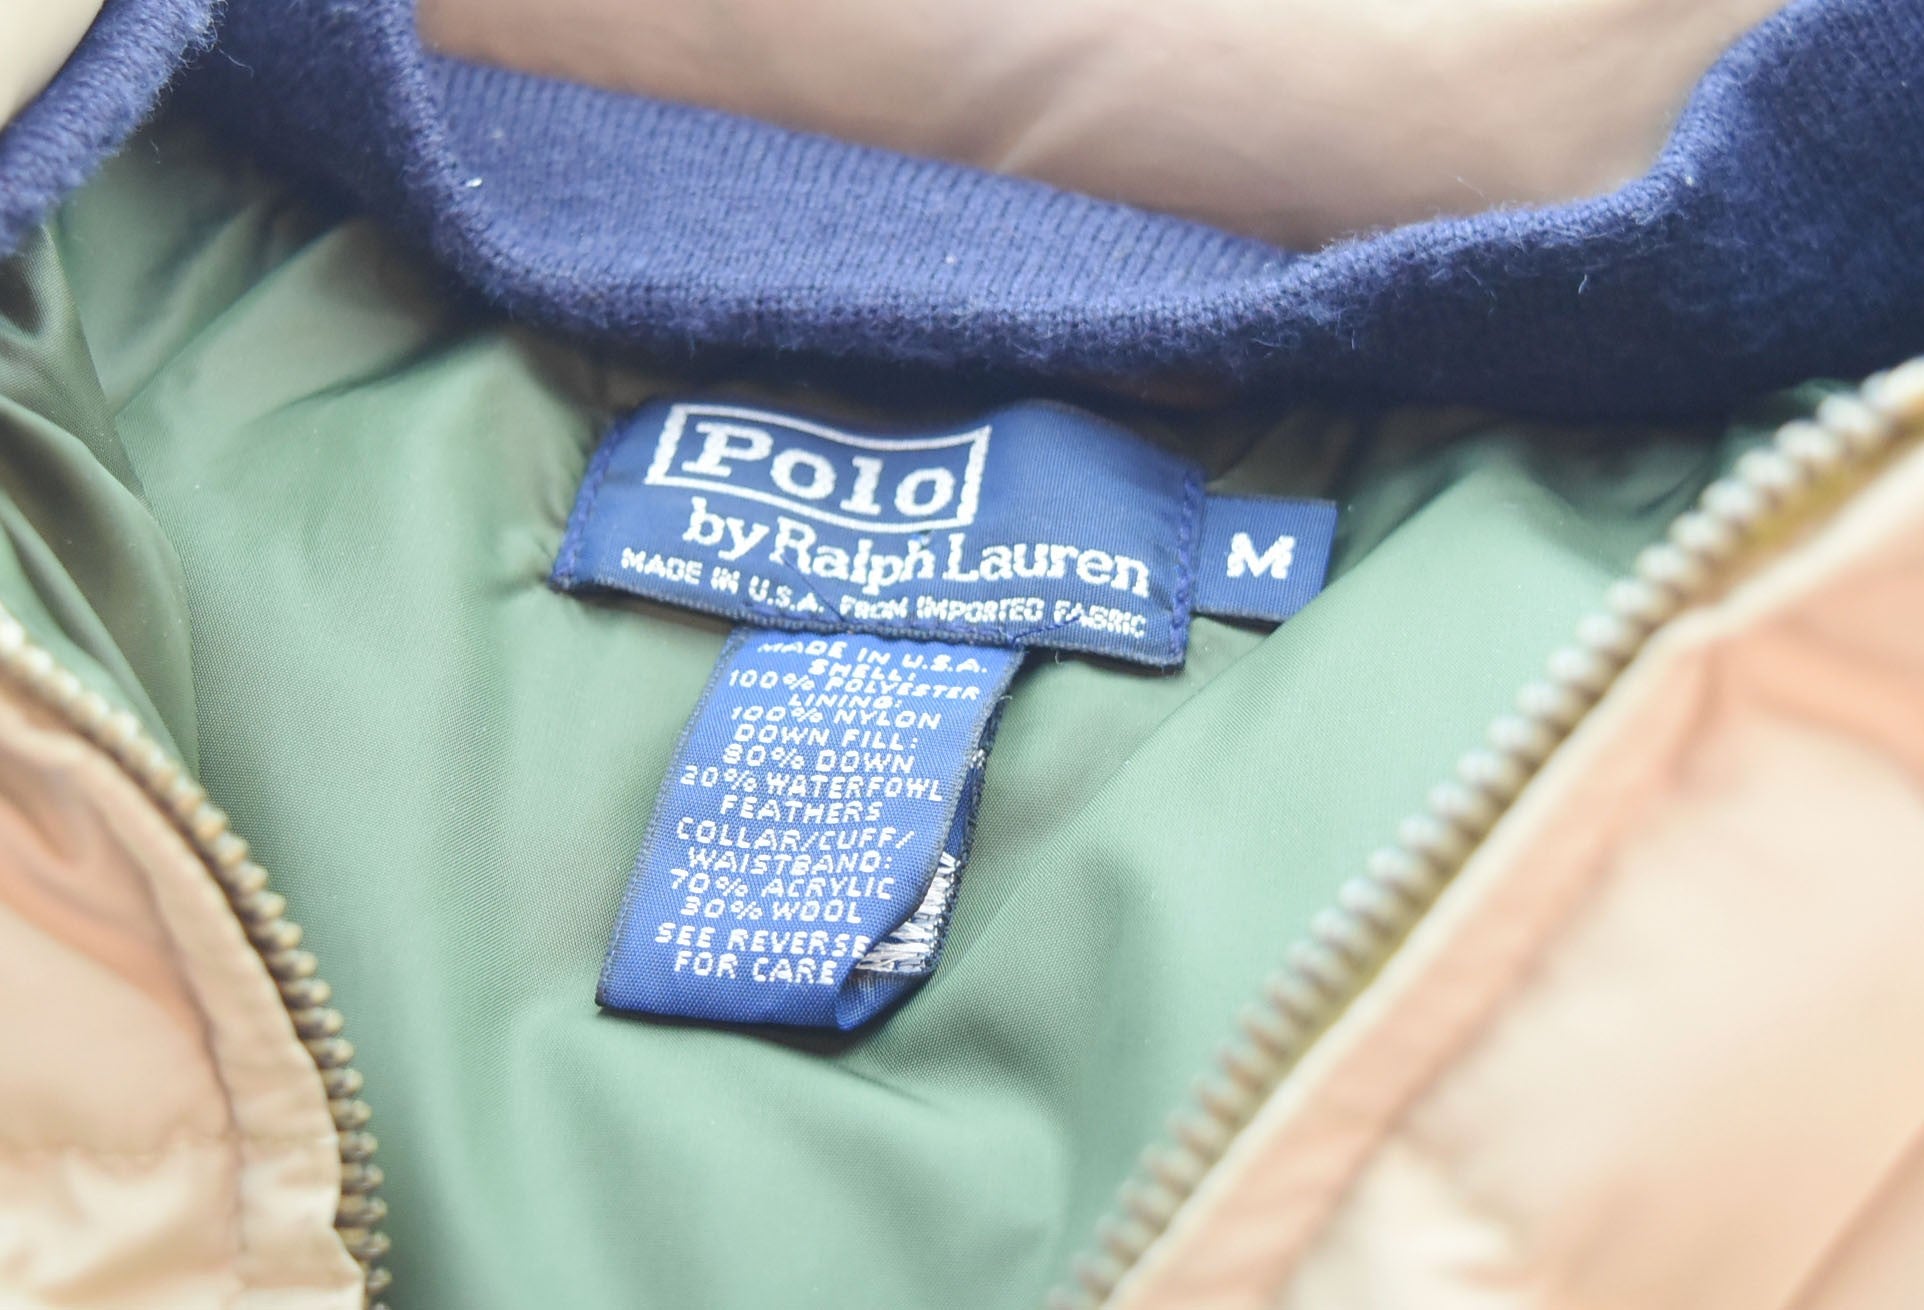 Polo
by Ralph Lauren
MADE IN U.S.A. FROM IMPORTED FABRIC
M
MADE IN U.S.A.
SHELL:
100% POLYESTER
LINING:
100% NYLON
DOWN FILL:
80% DOWN
20% WATERFOWL
FEATHERS
COLLAR/CUFF/
WAISTBAND:
70% ACRYLIC
30% WOOL
SEE REVERSE
FOR CARE